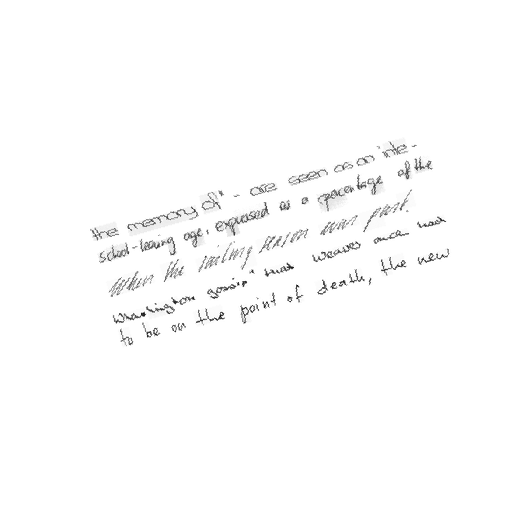 the memory of" - are seen as an 'inte-
school-leaving age, expressed as a percentage of the
When the sailing season was past.
Washington gossip' that weaves once had
to be on the point of death, the new